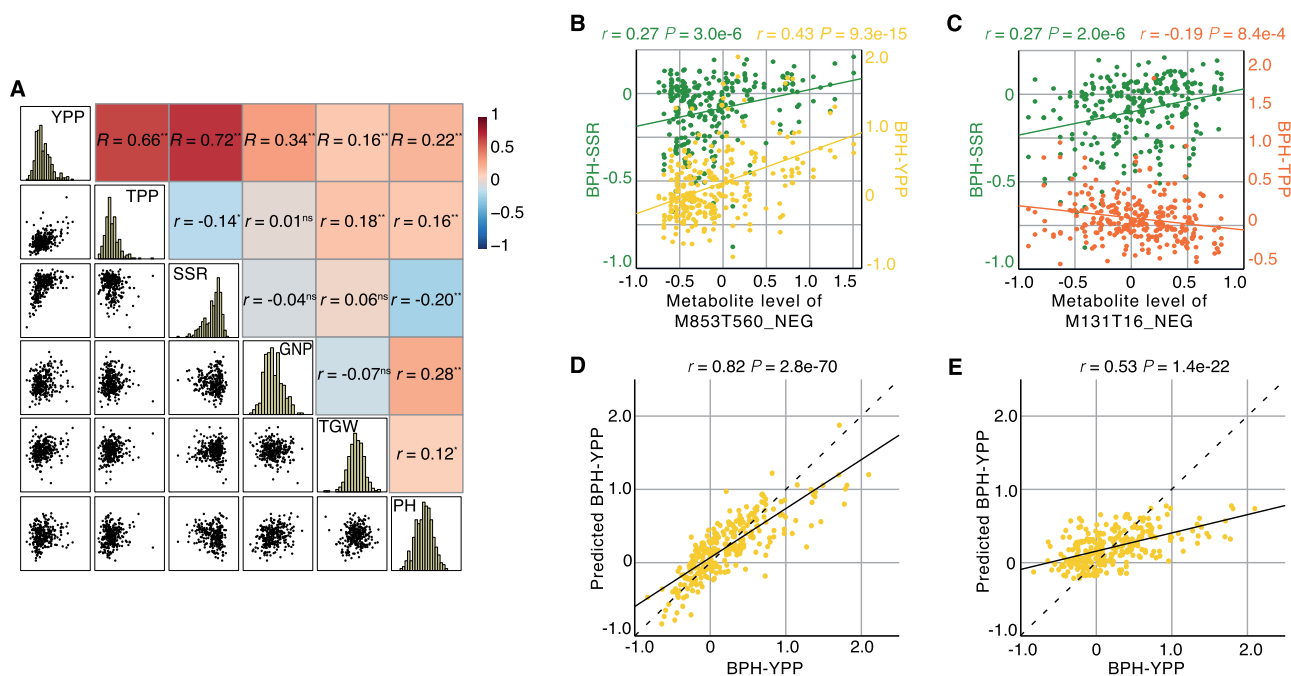 A
YPP
R = 0.66**
R = 0.72**
R = 0.34**
R = 0.16**
R = 0.22**
TPP
r = -0.14*
r = 0.01ns
r = 0.18**
r = 0.16**
SSR
r = -0.04ns
r = 0.06ns
r = -0.20**
GNP
r = -0.07ns
r = 0.28**
TGW
r = 0.12*
PH
1
0.5
0
−0.5
−1
B
r = 0.27 P = 3.0e-6
r = 0.43 P = 9.3e-15
BPH-SSR
0
-0.5
-1.0
BPH-YPP
2.0
1.0
0
-1.0
-1.0 -0.5 0 0.5 1.0 1.5
Metabolite level of
M853T560_NEG
C
r = 0.27 P = 2.0e-6
r = -0.19 P = 8.4e-4
BPH-SSR
0
-0.5
-1.0
BPH-TPP
2.0
1.5
1.0
0.5
0
-0.5
-1.0 -0.5 0 0.5 1.0
Metabolite level of
M131T16_NEG
D
r = 0.82 P = 2.8e-70
Predicted BPH-YPP
2.0
1.0
0
-1.0
-1.0 0 1.0 2.0
BPH-YPP
E
r = 0.53 P = 1.4e-22
Predicted BPH-YPP
2.0
1.0
0
-1.0
-1.0 0 1.0 2.0
BPH-YPP